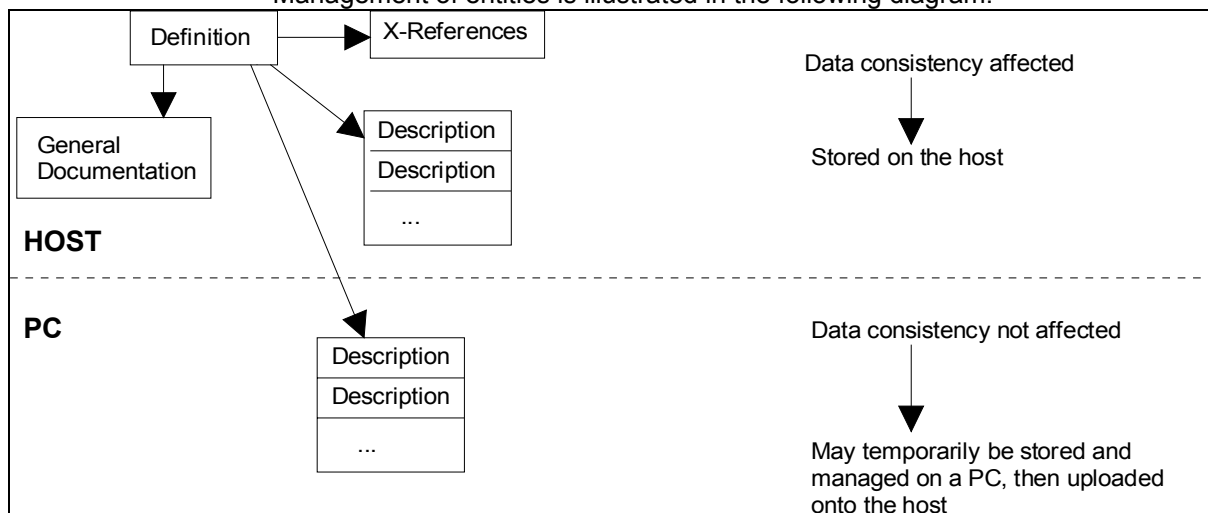 Management of entities is illustrated in the following diagram:
Definition
X-References
Data consistency affected
General
Documentation
Description
Description
...
Stored on the host
HOST
PC
Description
Description
...
Data consistency not affected
May temporarily be stored and
managed on a PC, then uploaded
onto the host